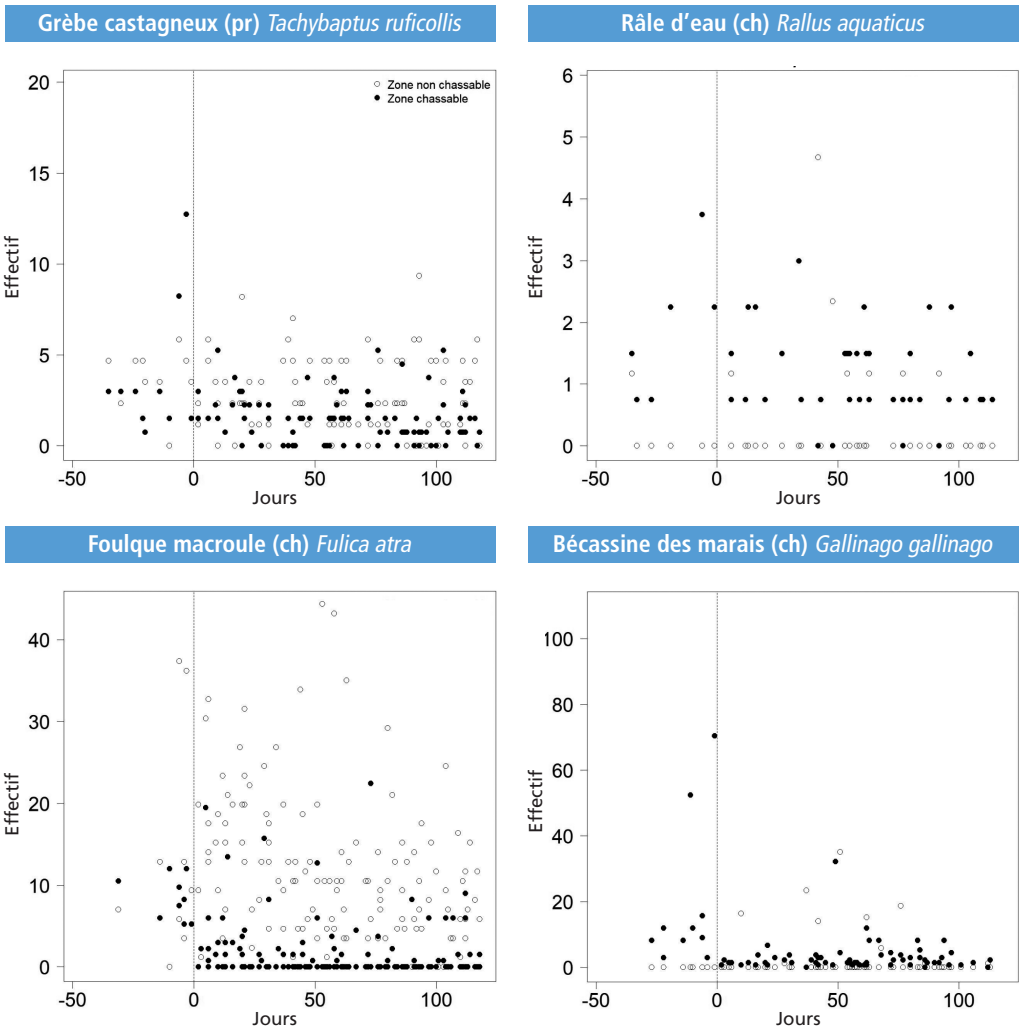 Grèbe castagneux (pr) Tachybaptus ruficollis
Râle d'eau (ch) Rallus aquaticus
20
15
10
5
0
Effectif
-50
0
50
100
Jours
Zone non chassable
Zone chassable
6
5
4
3
2
1
0
Effectif
-50
0
50
100
Jours
Foulque macroule (ch) Fulica atra
Bécassine des marais (ch) Gallinago gallinago
40
30
20
10
0
Effectif
-50
0
50
100
Jours
100
80
60
40
20
0
Effectif
-50
0
50
100
Jours